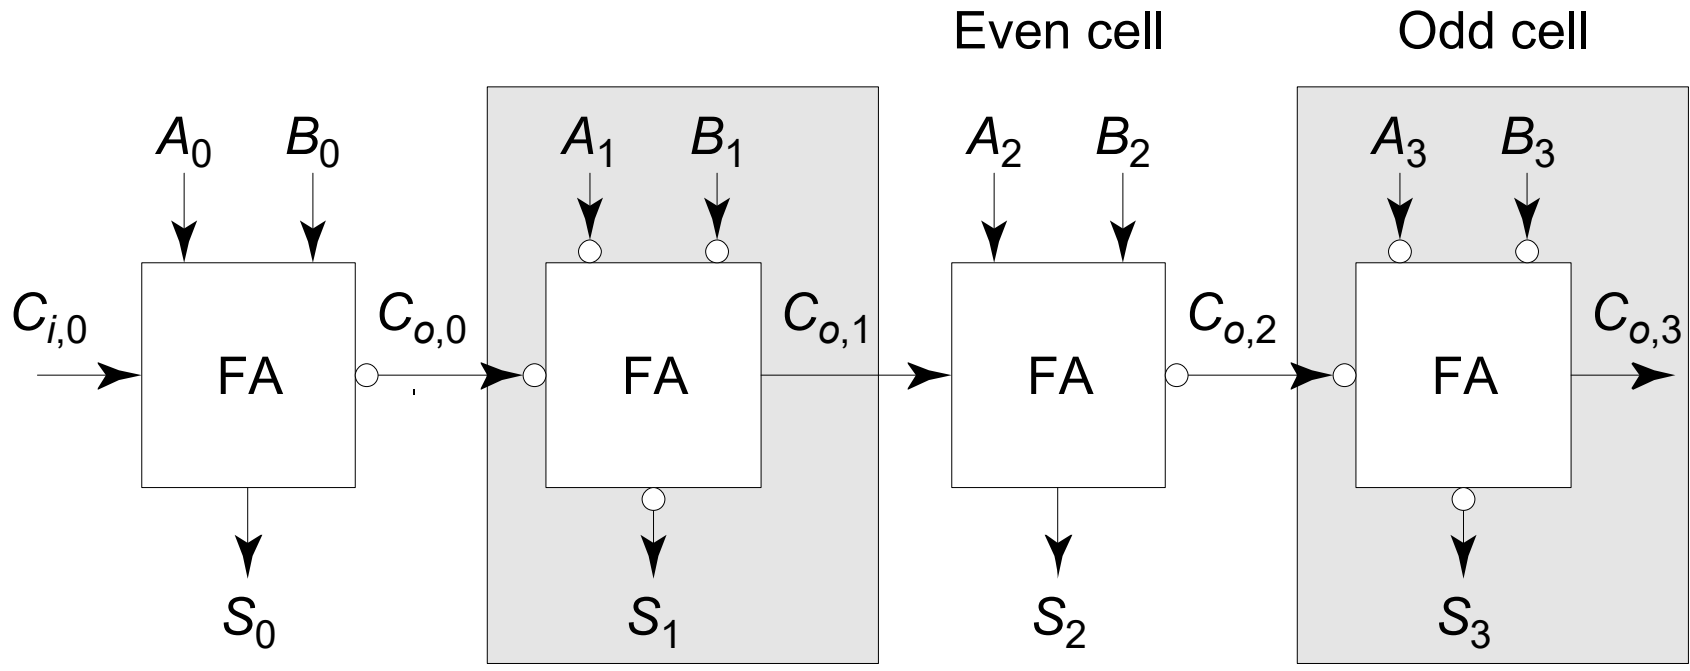 Even cell Odd cell
A0 B0 A1 B1 A2 B2 A3 B3
Ci,0 Co,0 Co,1 Co,2 Co,3
FA FA FA FA
S0 S1 S2 S3